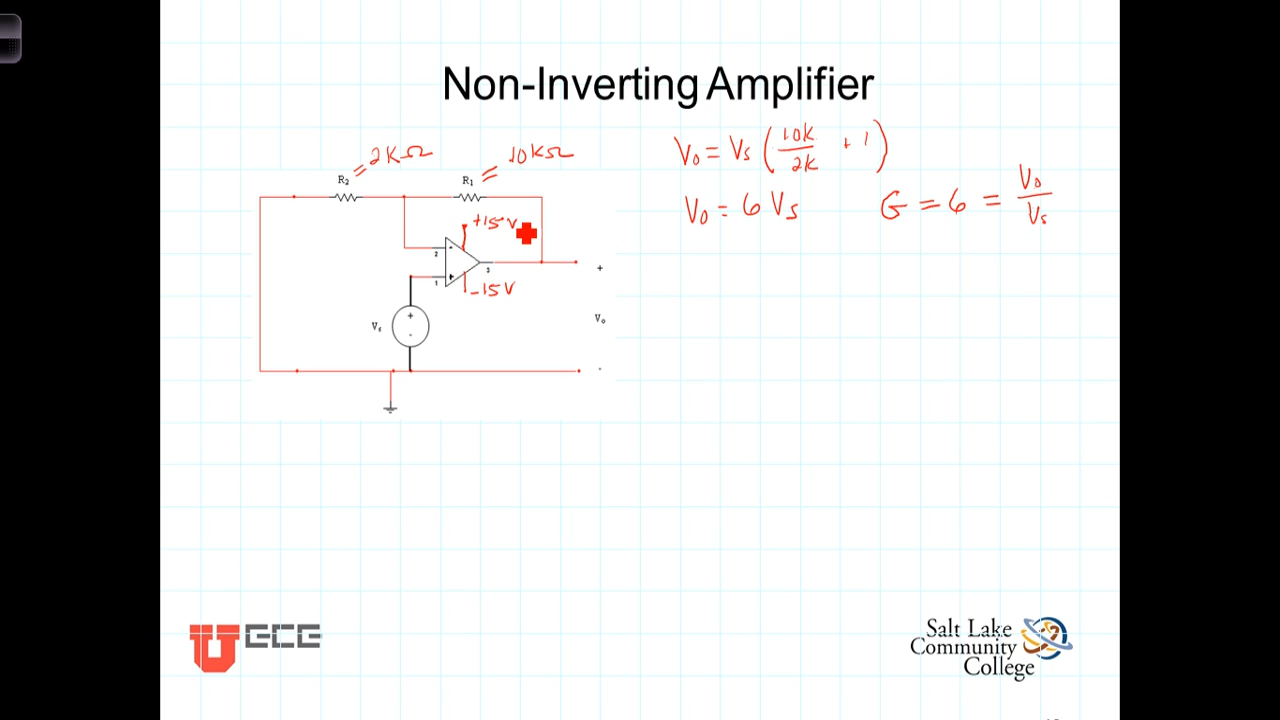 Non-Inverting Amplifier
= 2KΩ
= 10KΩ
R2
R1
+15V
-
2
3
+
1
-15V
Vs
+
-
+
Vo
-
Vo = Vs (10K/2K + 1)
Vo = 6 Vs
G = 6 = Vo/Vs
U ECE
Salt Lake
Community
College